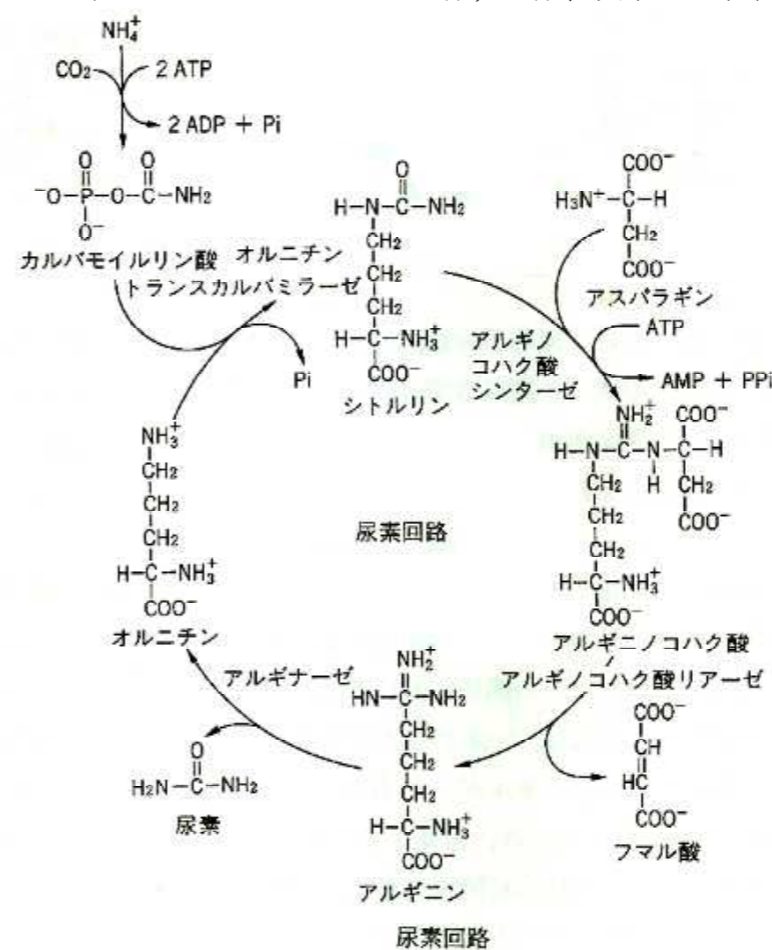 NH₄⁺
CO₂
2 ATP
2 ADP + Pi
O O
⁻O−P−O−C−NH₂
O⁻
カルバモイルリン酸
オルニチン
トランスカルバミラーゼ
Pi
O
H−N−C−NH₂
CH₂
CH₂
CH₂
H−C−NH₃⁺
COO⁻
シトルリン
COO⁻
H₃N⁺−C−H
CH₂
COO⁻
アスパラギン
ATP
AMP + PPi
アルギノ
コハク酸
シンターゼ
NH₂⁺ COO⁻
H−N−C−N−C−H
CH₂ H CH₂
CH₂ COO⁻
CH₂
H−C−NH₃⁺
COO⁻
アルギニノコハク酸
アルギノコハク酸リアーゼ
COO⁻
CH
HC
COO⁻
フマル酸
NH₃⁺
CH₂
CH₂
CH₂
H−C−NH₃⁺
COO⁻
オルニチン
尿素回路
アルギナーゼ
NH₂⁺
HN−C−NH₂
CH₂
CH₂
CH₂
H−C−NH₃⁺
COO⁻
アルギニン
O
H₂N−C−NH₂
尿素
尿素回路